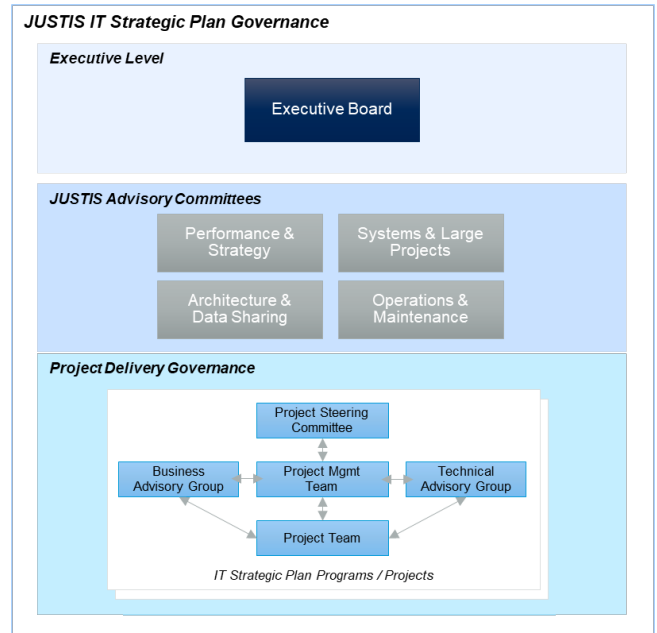 JUSTIS IT Strategic Plan Governance
Executive Level
Executive Board
JUSTIS Advisory Committees
Performance &
Strategy
Systems & Large
Projects
Architecture &
Data Sharing
Operations &
Maintenance
Project Delivery Governance
Project Steering
Committee
Business
Advisory Group
Project Mgmt
Team
Technical
Advisory Group
Project Team
IT Strategic Plan Programs / Projects